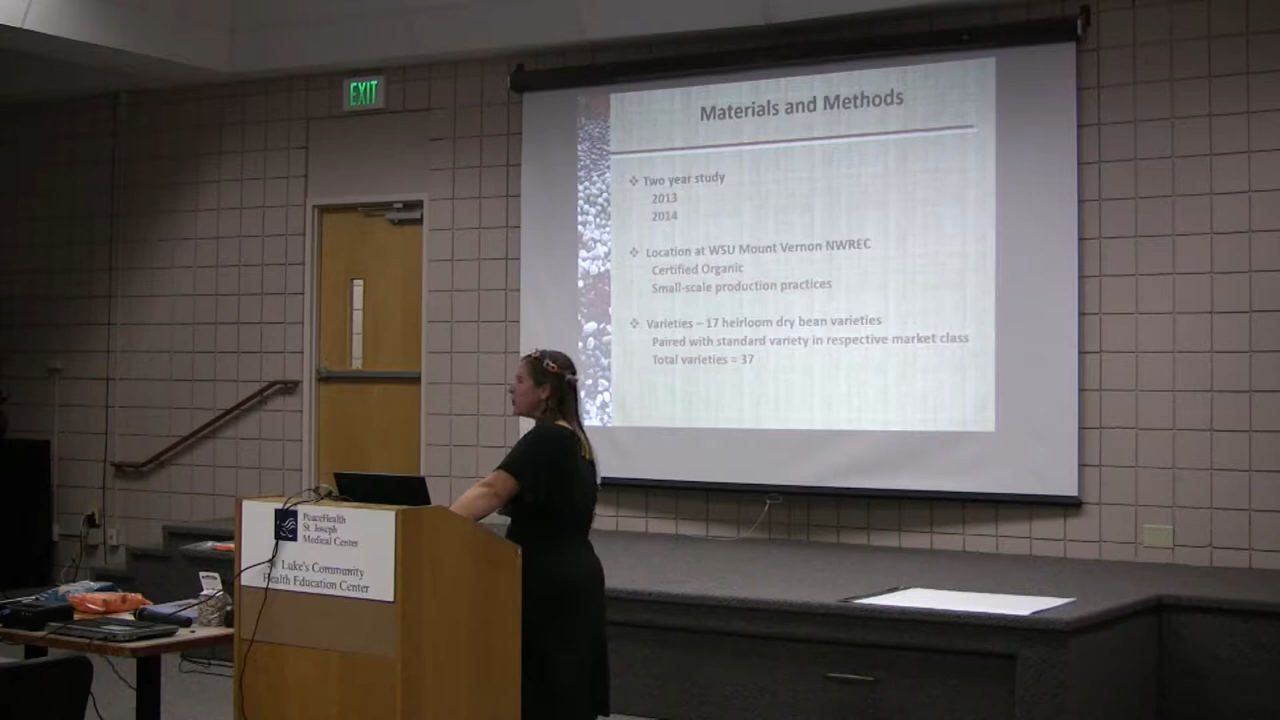 EXIT
Materials and Methods
Two year study
2013
2014
Location at WSU Mount Vernon NWREC
Certified Organic
Small-scale production practices
Varieties – 17 heirloom dry bean varieties
Paired with standard variety in respective market class
Total varieties = 37
PeaceHealth
St. Joseph
Medical Center
Luke's Community
Health Education Center